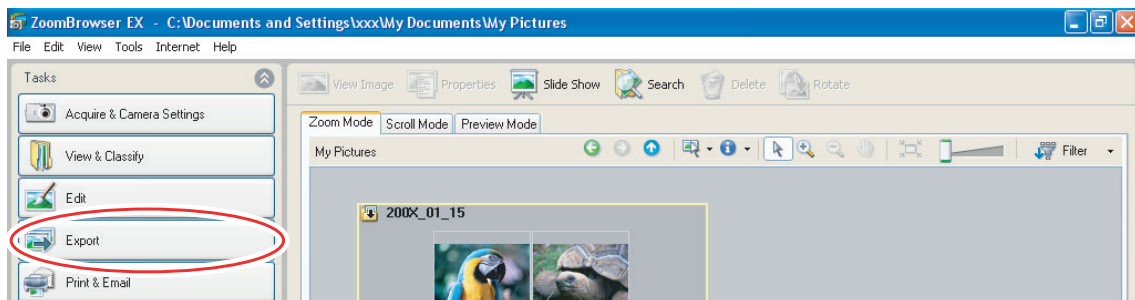 ZoomBrowser EX - C:\Documents and Settings\xxx\My Documents\My Pictures
File Edit View Tools Internet Help
Tasks
Acquire & Camera Settings
View & Classify
Edit
Export
Print & Email
View Image Properties Slide Show Search Delete Rotate
Zoom Mode Scroll Mode Preview Mode
My Pictures Filter
200X_01_15